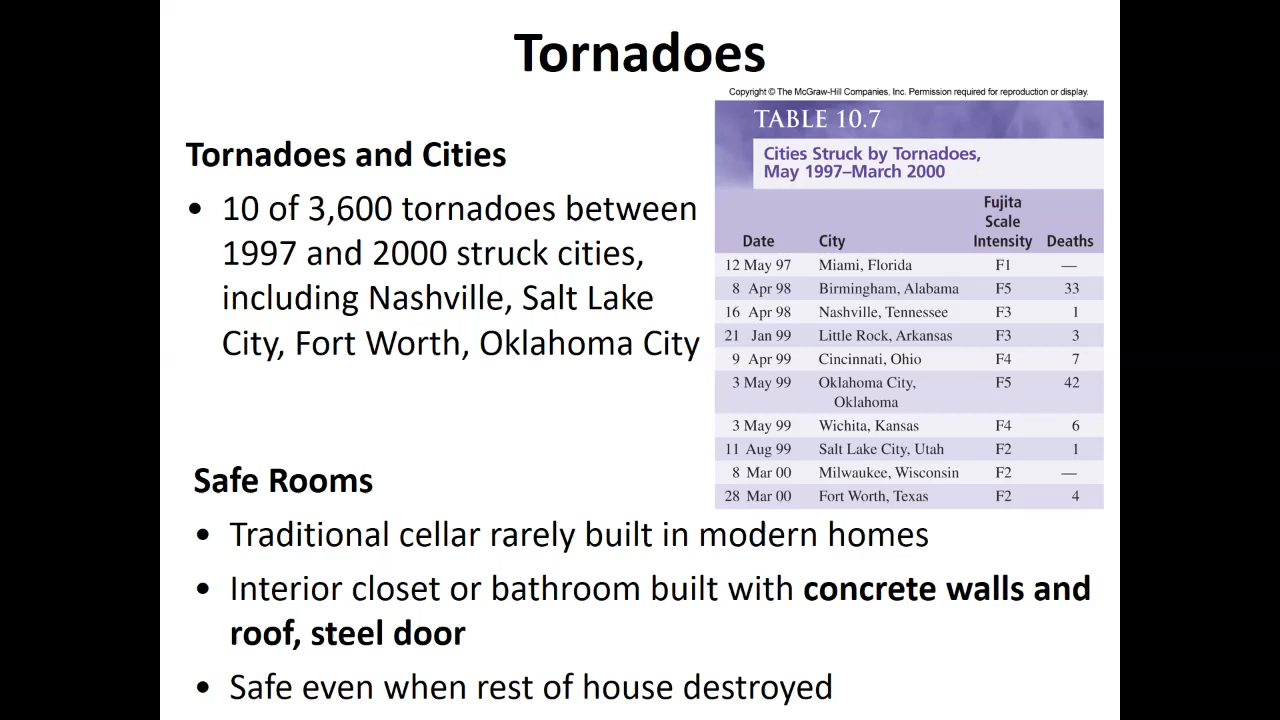 Tornadoes
Tornadoes and Cities
• 10 of 3,600 tornadoes between
1997 and 2000 struck cities,
including Nashville, Salt Lake
City, Fort Worth, Oklahoma City
Copyright © The McGraw-Hill Companies, Inc. Permission required for reproduction or display.
TABLE 10.7
Cities Struck by Tornadoes,
May 1997–March 2000
Fujita
Scale
Date City Intensity Deaths
12 May 97 Miami, Florida F1 —
8 Apr 98 Birmingham, Alabama F5 33
16 Apr 98 Nashville, Tennessee F3 1
21 Jan 99 Little Rock, Arkansas F3 3
9 Apr 99 Cincinnati, Ohio F4 7
3 May 99 Oklahoma City, F5 42
Oklahoma
3 May 99 Wichita, Kansas F4 6
11 Aug 99 Salt Lake City, Utah F2 1
8 Mar 00 Milwaukee, Wisconsin F2 —
28 Mar 00 Fort Worth, Texas F2 4
Safe Rooms
• Traditional cellar rarely built in modern homes
• Interior closet or bathroom built with concrete walls and
roof, steel door
• Safe even when rest of house destroyed